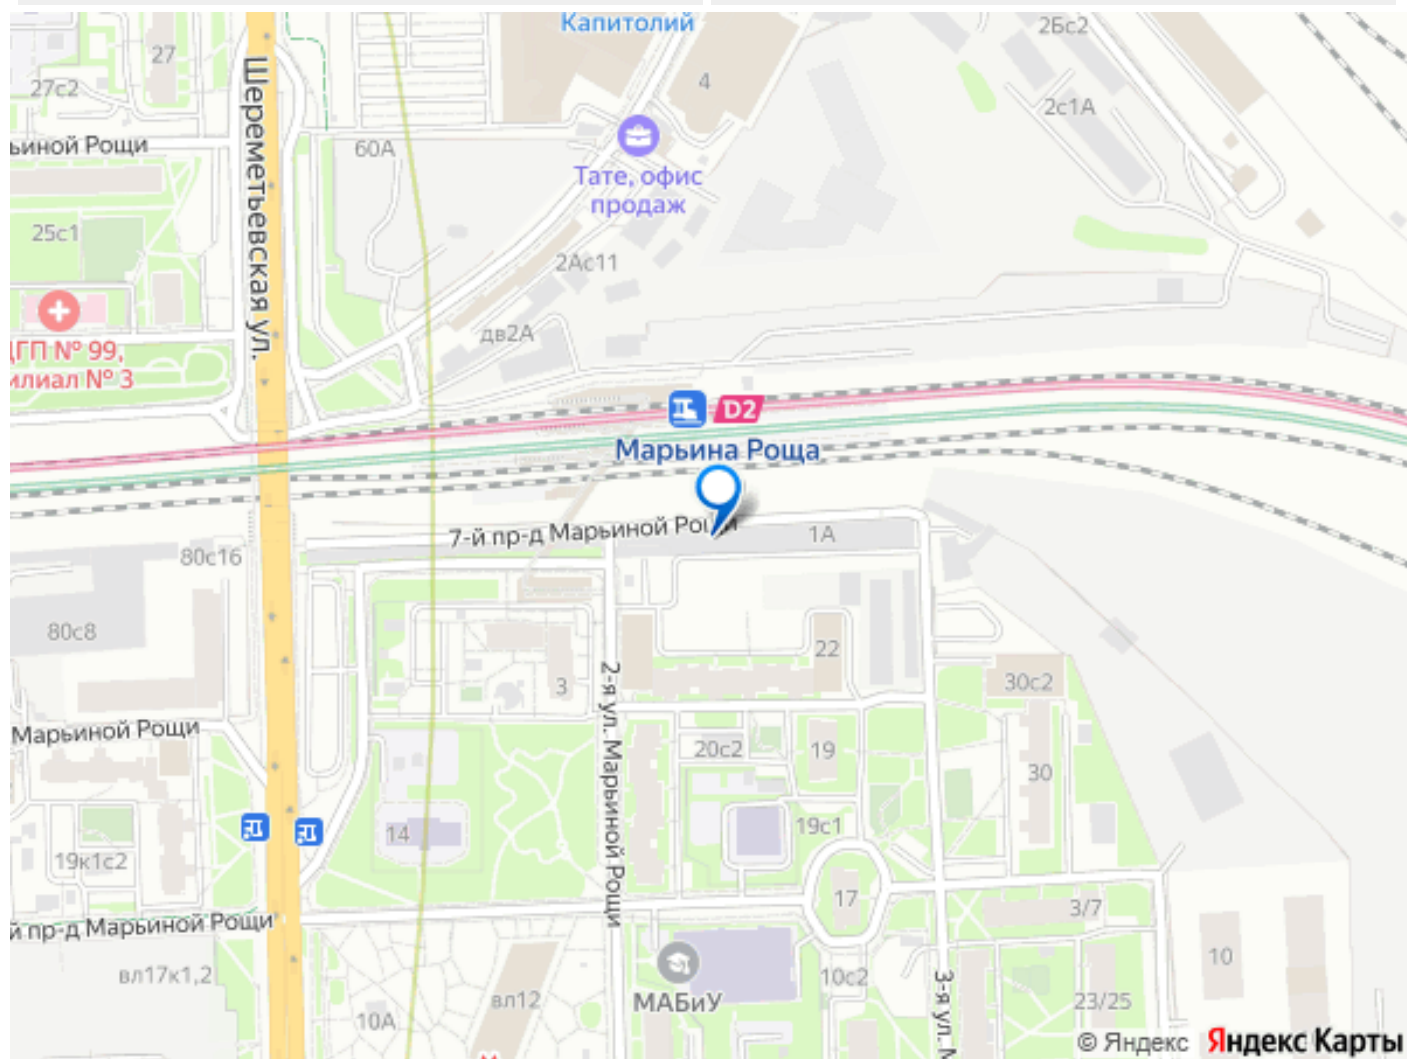 Капитолий
2Бс2
27
27с2
4
2с1А
Шереметьевская ул.
ьиной Рощи
60А
Тате, офис
продаж
25с1
2Ас11
дв2А
ГП № 99,
илиал № 3
D2
Марьина Роща
7-й пр-д Марьиной Рощи
1А
80с16
80с8
22
3
2-я ул. Марьиной Рощи
30с2
Марьиной Рощи
20с2
19
30
14
19с1
19к1с2
17
3/7
й пр-д Марьиной Рощи
вл17к1,2
10
МАБиУ
10с2
вл12
10А
23/25
3-я ул. М
© Яндекс Яндекс Карты